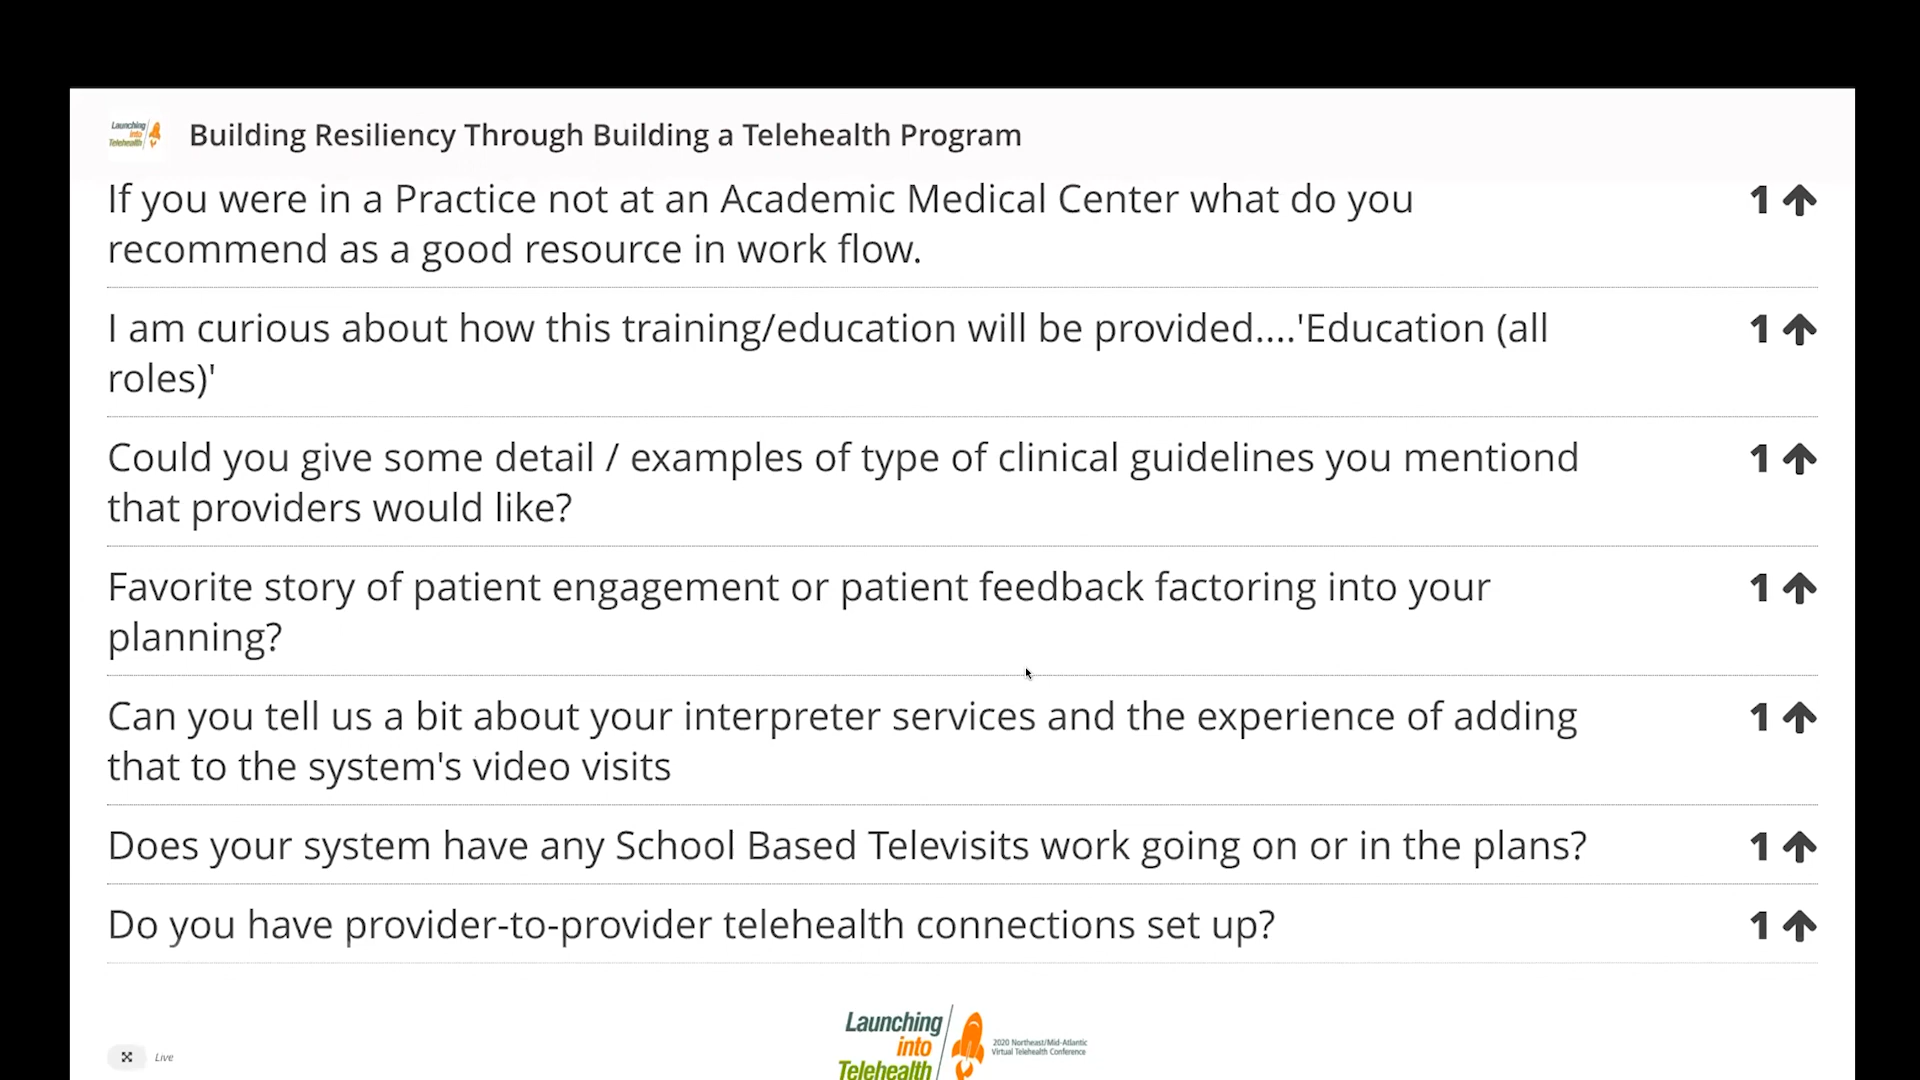 Launching
into
Telehealth
Building Resiliency Through Building a Telehealth Program
If you were in a Practice not at an Academic Medical Center what do you
recommend as a good resource in work flow.
1
I am curious about how this training/education will be provided....'Education (all
roles)'
1
Could you give some detail / examples of type of clinical guidelines you mentiond
that providers would like?
1
Favorite story of patient engagement or patient feedback factoring into your
planning?
1
Can you tell us a bit about your interpreter services and the experience of adding
that to the system's video visits
1
Does your system have any School Based Televisits work going on or in the plans?
1
Do you have provider-to-provider telehealth connections set up?
1
Live
Launching
into
Telehealth
2020 Northeast/Mid-Atlantic
Virtual Telehealth Conference